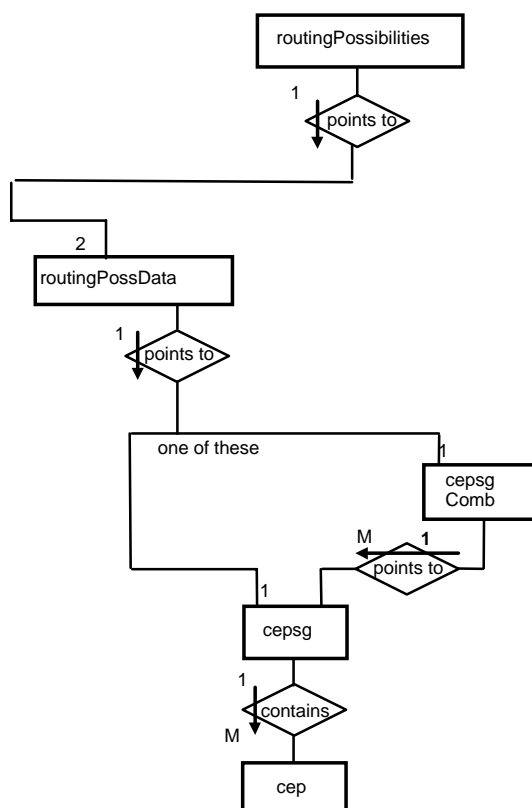 routingPossibilities
1
points to
2
routingPossData
1
points to
one of these
1
cepsg
Comb
M 1
points to
1
cepsg
1
contains
M
cep